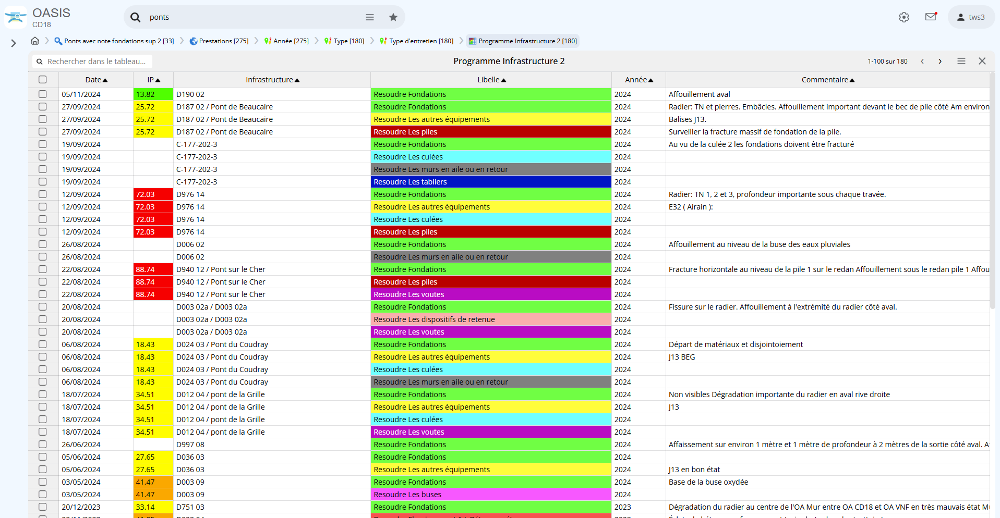 OASIS
CD18
ponts
tws3
Ponts avec note fondations sup 2 [33]
Prestations [275]
Année [275]
Type [180]
Type d'entretien [180]
Programme Infrastructure 2 [180]
Rechercher dans le tableau...
Programme Infrastructure 2
1-100 sur 180
Date IP Infrastructure Libelle Année Commentaire
05/11/2024 13.82 D190 02 Resoudre Fondations 2024 Affouillement aval
27/09/2024 25.72 D187 02 / Pont de Beaucaire Resoudre Fondations 2024 Radier: TN et pierres. Embâcles. Affouillement important devant le bec de pile côté Am environ
27/09/2024 25.72 D187 02 / Pont de Beaucaire Resoudre Les autres équipements 2024 Balises J13.
27/09/2024 25.72 D187 02 / Pont de Beaucaire Resoudre Les piles 2024 Surveiller la fracture massif de fondation de la pile.
19/09/2024 C-177-202-3 Resoudre Fondations 2024 Au vu de la culée 2 les fondations doivent être fracturé
19/09/2024 C-177-202-3 Resoudre Les culées 2024
19/09/2024 C-177-202-3 Resoudre Les murs en aile ou en retour 2024
19/09/2024 C-177-202-3 Resoudre Les tabliers 2024
12/09/2024 72.03 D976 14 Resoudre Fondations 2024 Radier: TN 1, 2 et 3, profondeur importante sous chaque travée.
12/09/2024 72.03 D976 14 Resoudre Les autres équipements 2024 E32 ( Airain ):
12/09/2024 72.03 D976 14 Resoudre Les culées 2024
12/09/2024 72.03 D976 14 Resoudre Les piles 2024
26/08/2024 D006 02 Resoudre Fondations 2024 Affouillement au niveau de la buse des eaux pluviales
26/08/2024 D006 02 Resoudre Les murs en aile ou en retour 2024
22/08/2024 88.74 D940 12 / Pont sur le Cher Resoudre Fondations 2024 Fracture horizontale au niveau de la pile 1 sur le redan Affouillement sous le redan pile 1 Affou
22/08/2024 88.74 D940 12 / Pont sur le Cher Resoudre Les piles 2024
22/08/2024 88.74 D940 12 / Pont sur le Cher Resoudre Les voutes 2024
20/08/2024 D003 02a / D003 02a Resoudre Fondations 2024 Fissure sur le radier. Affouillement à l'extrémité du radier côté aval.
20/08/2024 D003 02a / D003 02a Resoudre Les dispositifs de retenue 2024
20/08/2024 D003 02a / D003 02a Resoudre Les voutes 2024
06/08/2024 18.43 D024 03 / Pont du Coudray Resoudre Fondations 2024 Départ de matériaux et disjointoiement
06/08/2024 18.43 D024 03 / Pont du Coudray Resoudre Les autres équipements 2024 J13 BEG
06/08/2024 18.43 D024 03 / Pont du Coudray Resoudre Les culées 2024
06/08/2024 18.43 D024 03 / Pont du Coudray Resoudre Les murs en aile ou en retour 2024
18/07/2024 34.51 D012 04 / pont de la Grille Resoudre Fondations 2024 Non visibles Dégradation importante du radier en aval rive droite
18/07/2024 34.51 D012 04 / pont de la Grille Resoudre Les autres équipements 2024 J13
18/07/2024 34.51 D012 04 / pont de la Grille Resoudre Les culées 2024
18/07/2024 34.51 D012 04 / pont de la Grille Resoudre Les voutes 2024
26/06/2024 D997 08 Resoudre Fondations 2024 Affaissement sur environ 1 mètre et 1 mètre de profondeur à 2 mètres de la sortie côté aval. A
05/06/2024 27.65 D036 03 Resoudre Fondations 2024
05/06/2024 27.65 D036 03 Resoudre Les autres équipements 2024 J13 en bon état
03/05/2024 41.47 D003 09 Resoudre Fondations 2024 Base de la buse oxydée
03/05/2024 41.47 D003 09 Resoudre Les buses 2024
20/12/2023 33.14 D751 03 Resoudre Fondations 2023 Dégradation du radier au centre de l'OA Mur entre OA CD18 et OA VNF en très mauvais état M